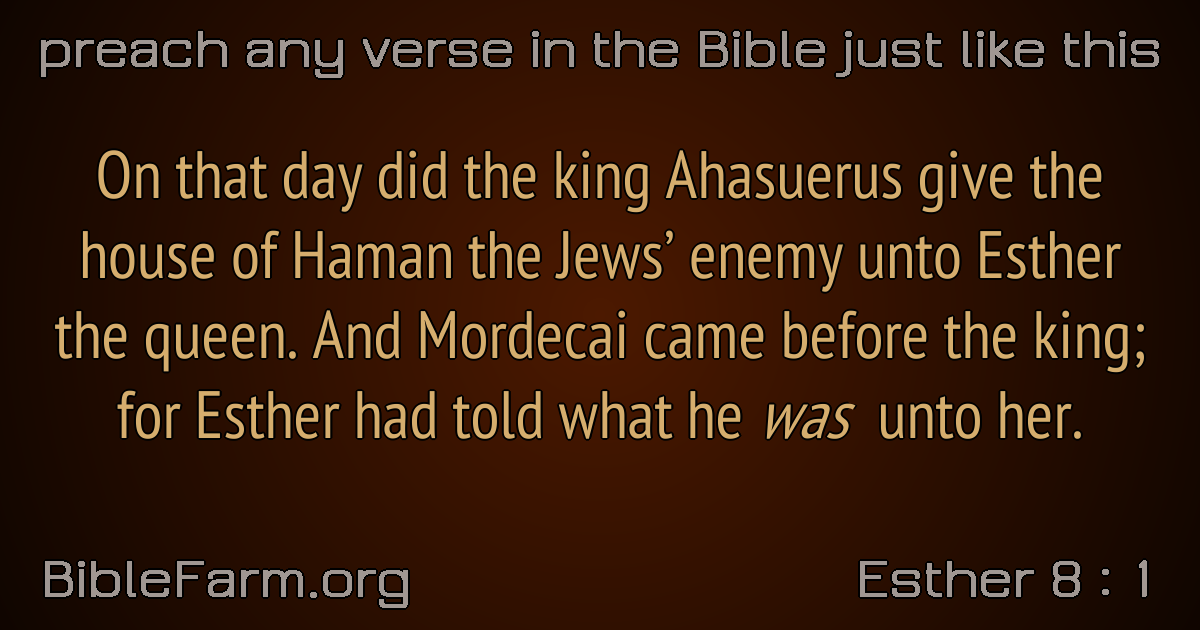 preach any verse in the Bible just like this
On that day did the king Ahasuerus give the
house of Haman the Jews’ enemy unto Esther
the queen. And Mordecai came before the king;
for Esther had told what he was unto her.
BibleFarm.org
Esther 8 : 1